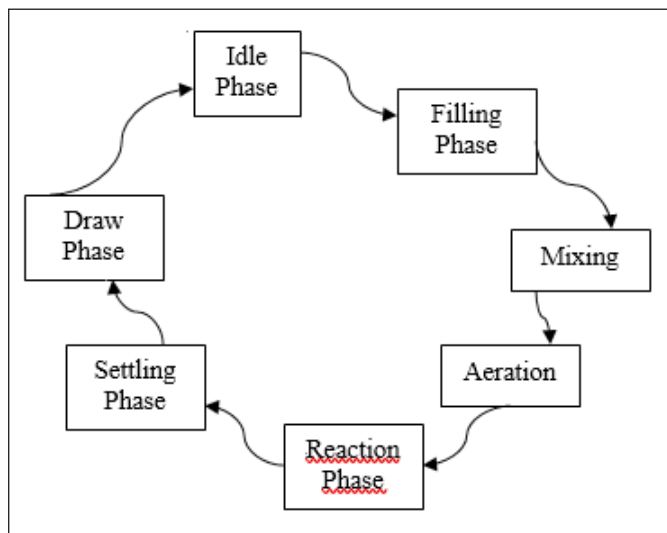 Idle
Phase
Filling
Phase
Mixing
Aeration
Reaction
Phase
Settling
Phase
Draw
Phase